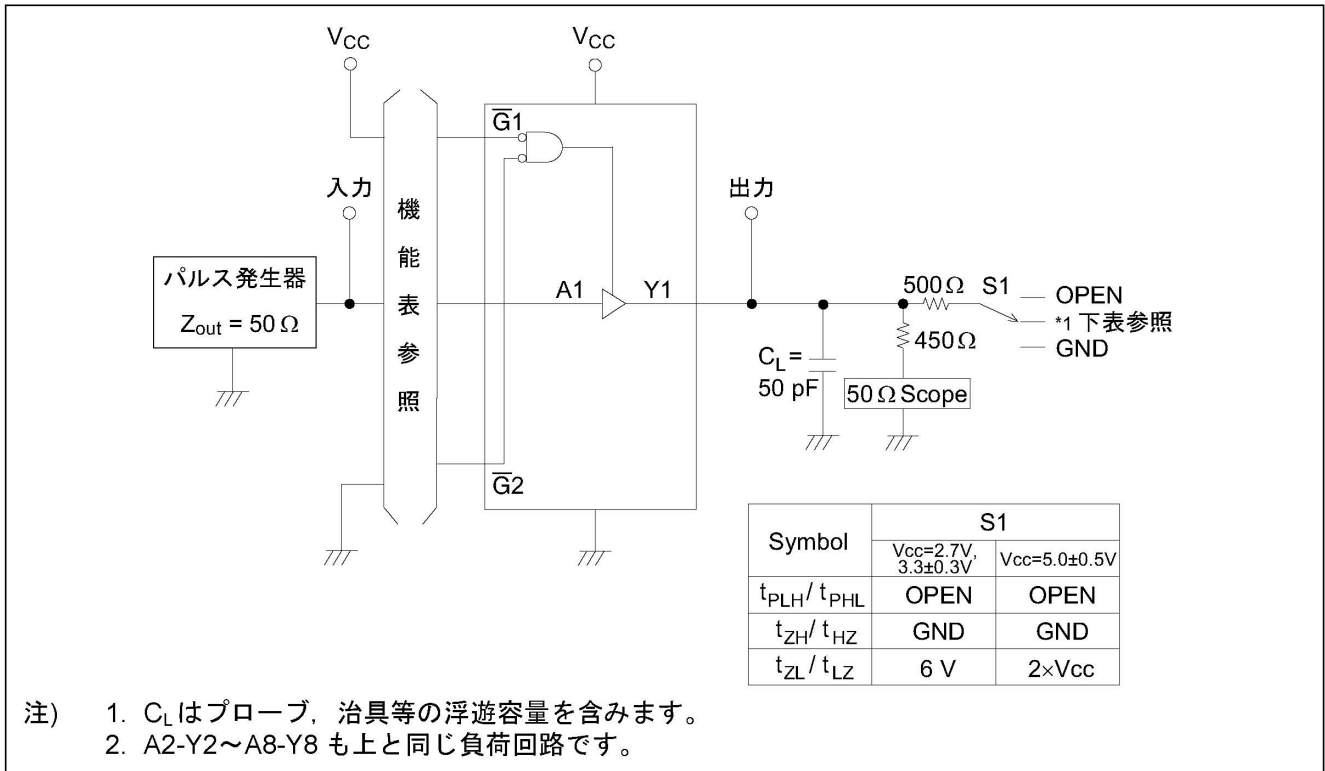 VCC
VCC
G1
入力
出力
機能表参照
パルス発生器
Zout = 50 Ω
A1
Y1
500Ω
S1
OPEN
*1 下表参照
GND
450Ω
CL =
50 pF
50 Ω Scope
G2
Symbol
S1
Vcc=2.7V,
3.3±0.3V
Vcc=5.0±0.5V
tPLH / tPHL
OPEN
OPEN
tZH / tHZ
GND
GND
tZL / tLZ
6 V
2×Vcc
注) 1. CLはプローブ，治具等の浮遊容量を含みます。
2. A2-Y2～A8-Y8 も上と同じ負荷回路です。